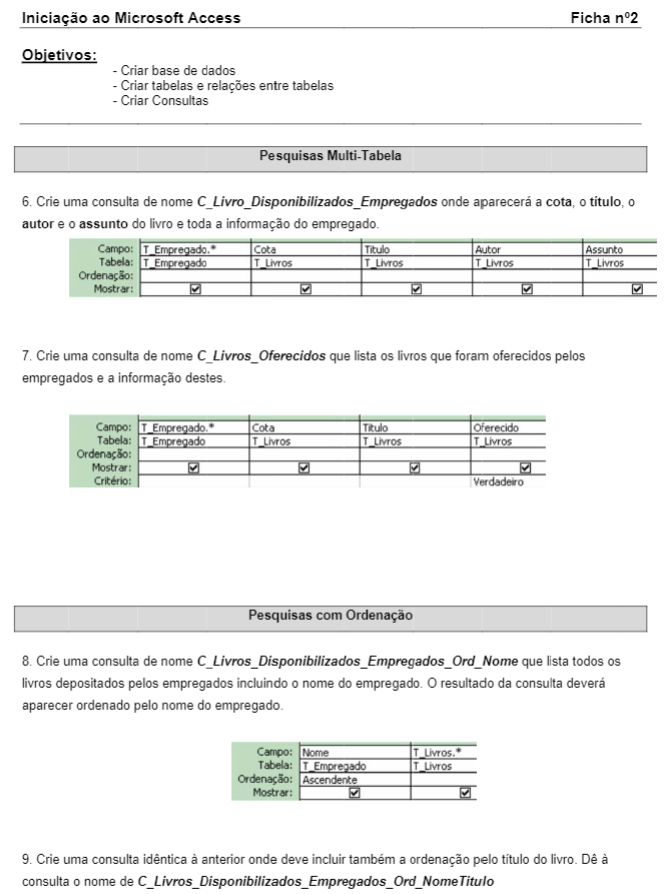 Iniciação ao Microsoft Access Ficha nº2
Objetivos:
- Criar base de dados
- Criar tabelas e relações entre tabelas
- Criar Consultas
Pesquisas Multi-Tabela
6. Crie uma consulta de nome C_Livro_Disponibilizados_Empregados onde aparecerá a cota, o título, o
autor e o assunto do livro e toda a informação do empregado.
Campo: T_Empregado.* Cota Titulo Autor Assunto
Tabela: T_Empregado T_Livros T_Livros T_Livros T_Livros
Ordenação:
Mostrar:
7. Crie uma consulta de nome C_Livros_Oferecidos que lista os livros que foram oferecidos pelos
empregados e a informação destes.
Campo: T_Empregado.* Cota Titulo Oferecido
Tabela: T_Empregado T_Livros T_Livros T_Livros
Ordenação:
Mostrar:
Critério: Verdadeiro
Pesquisas com Ordenação
8. Crie uma consulta de nome C_Livros_Disponibilizados_Empregados_Ord_Nome que lista todos os
livros depositados pelos empregados incluindo o nome do empregado. O resultado da consulta deverá
aparecer ordenado pelo nome do empregado.
Campo: Nome T_Livros.*
Tabela: T_Empregado T_Livros
Ordenação: Ascendente
Mostrar:
9. Crie uma consulta idêntica à anterior onde deve incluir também a ordenação pelo título do livro. Dê à
consulta o nome de C_Livros_Disponibilizados_Empregados_Ord_NomeTitulo